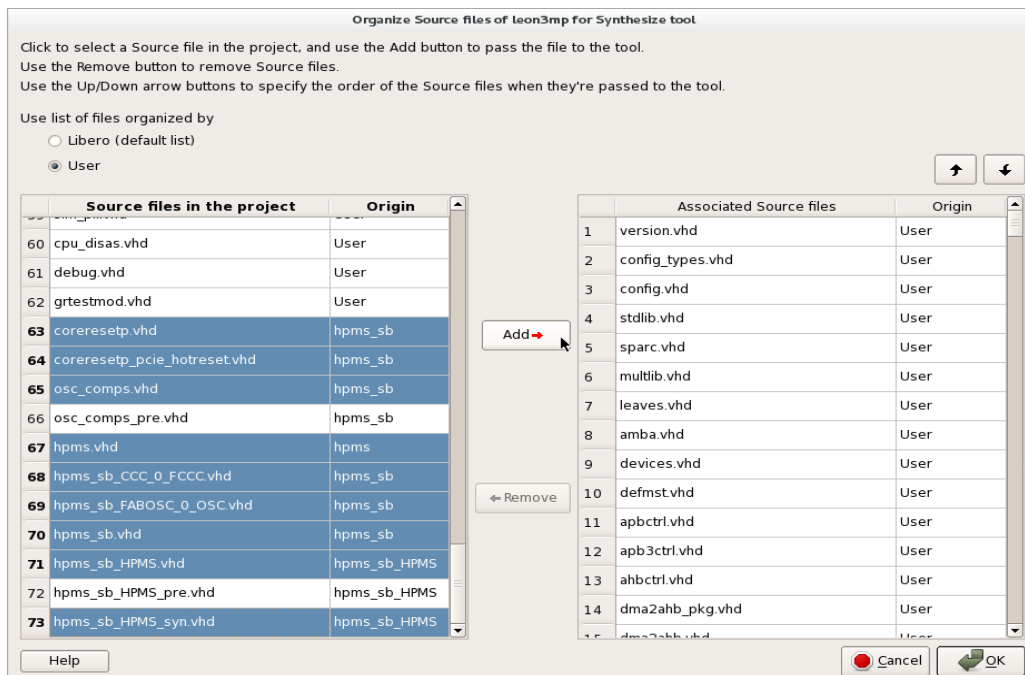 Organize Source files of leon3mp for Synthesize tool
Click to select a Source file in the project, and use the Add button to pass the file to the tool.
Use the Remove button to remove Source files.
Use the Up/Down arrow buttons to specify the order of the Source files when they're passed to the tool.
Use list of files organized by
Libero (default list)
User
Source files in the project Origin
60 cpu_disas.vhd User
61 debug.vhd User
62 grtestmod.vhd User
63 coreresetp.vhd hpms_sb
64 coreresetp_pcie_hotreset.vhd hpms_sb
65 osc_comps.vhd hpms_sb
66 osc_comps_pre.vhd hpms_sb
67 hpms.vhd hpms
68 hpms_sb_CCC_0_FCCC.vhd hpms_sb
69 hpms_sb_FABOSC_0_OSC.vhd hpms_sb
70 hpms_sb.vhd hpms_sb
71 hpms_sb_HPMS.vhd hpms_sb_HPMS
72 hpms_sb_HPMS_pre.vhd hpms_sb_HPMS
73 hpms_sb_HPMS_syn.vhd hpms_sb_HPMS
Add
Remove
Associated Source files Origin
1 version.vhd User
2 config_types.vhd User
3 config.vhd User
4 stdlib.vhd User
5 sparc.vhd User
6 multlib.vhd User
7 leaves.vhd User
8 amba.vhd User
9 devices.vhd User
10 defmst.vhd User
11 apbctrl.vhd User
12 apb3ctrl.vhd User
13 ahbctrl.vhd User
14 dma2ahb_pkg.vhd User
Help
Cancel
OK